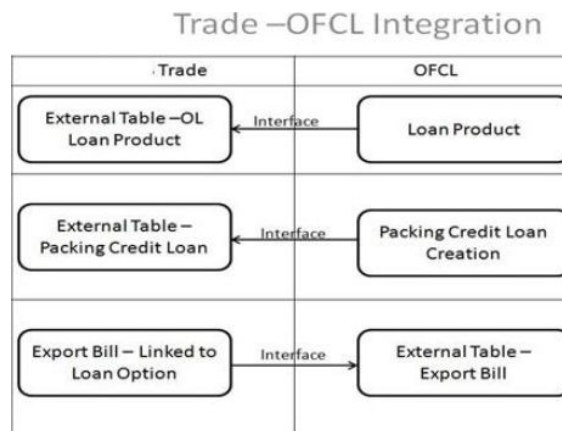 Trade –OFCL Integration
Trade OFCL
External Table –OL
Loan Product
Interface
Loan Product
External Table –
Packing Credit Loan
Interface
Packing Credit Loan
Creation
Export Bill – Linked to
Loan Option
Interface
External Table –
Export Bill